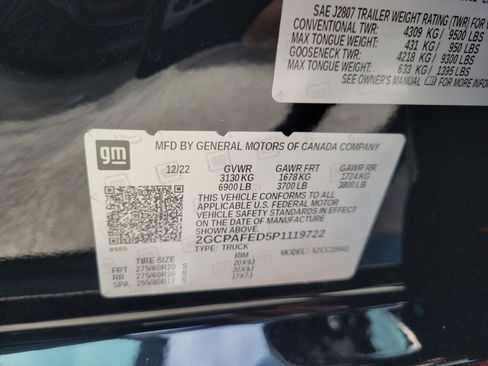 SAE J2807 TRAILER WEIGHT RATING (TWR) FOR
CONVENTIONAL TWR: 4309 KG/ 9500 LBS
MAX TONGUE WT: 431 KG/ 950 LBS
GOOSENECK TWR: 4218 KG/ 9300 LBS
MAX TONGUE WT: 633 KG/ 1395 LBS
SEE OWNER'S MANUAL FOR MORE INF
gm
MFD BY GENERAL MOTORS OF CANADA COMPANY
12/22 GVWR GAWR FRT GAWR RR
3130 KG 1678 KG 1724 KG
6900 LB 3700 LB 3800 LB
THIS VEHICLE CONFORMS TO ALL
APPLICABLE U.S. FEDERAL MOTOR
VEHICLE SAFETY STANDARDS IN
EFFECT ON THE DATE OF
MANUFACTURE SHOWN ABOVE.
2GCPAFED5P1119722
TYPE: TRUCK
TIRE SIZE RIM
FRT 275/60R20 S 20X9J
RR 275/60R20 S 20X9J
SPA 255/80R17 S 17X7J